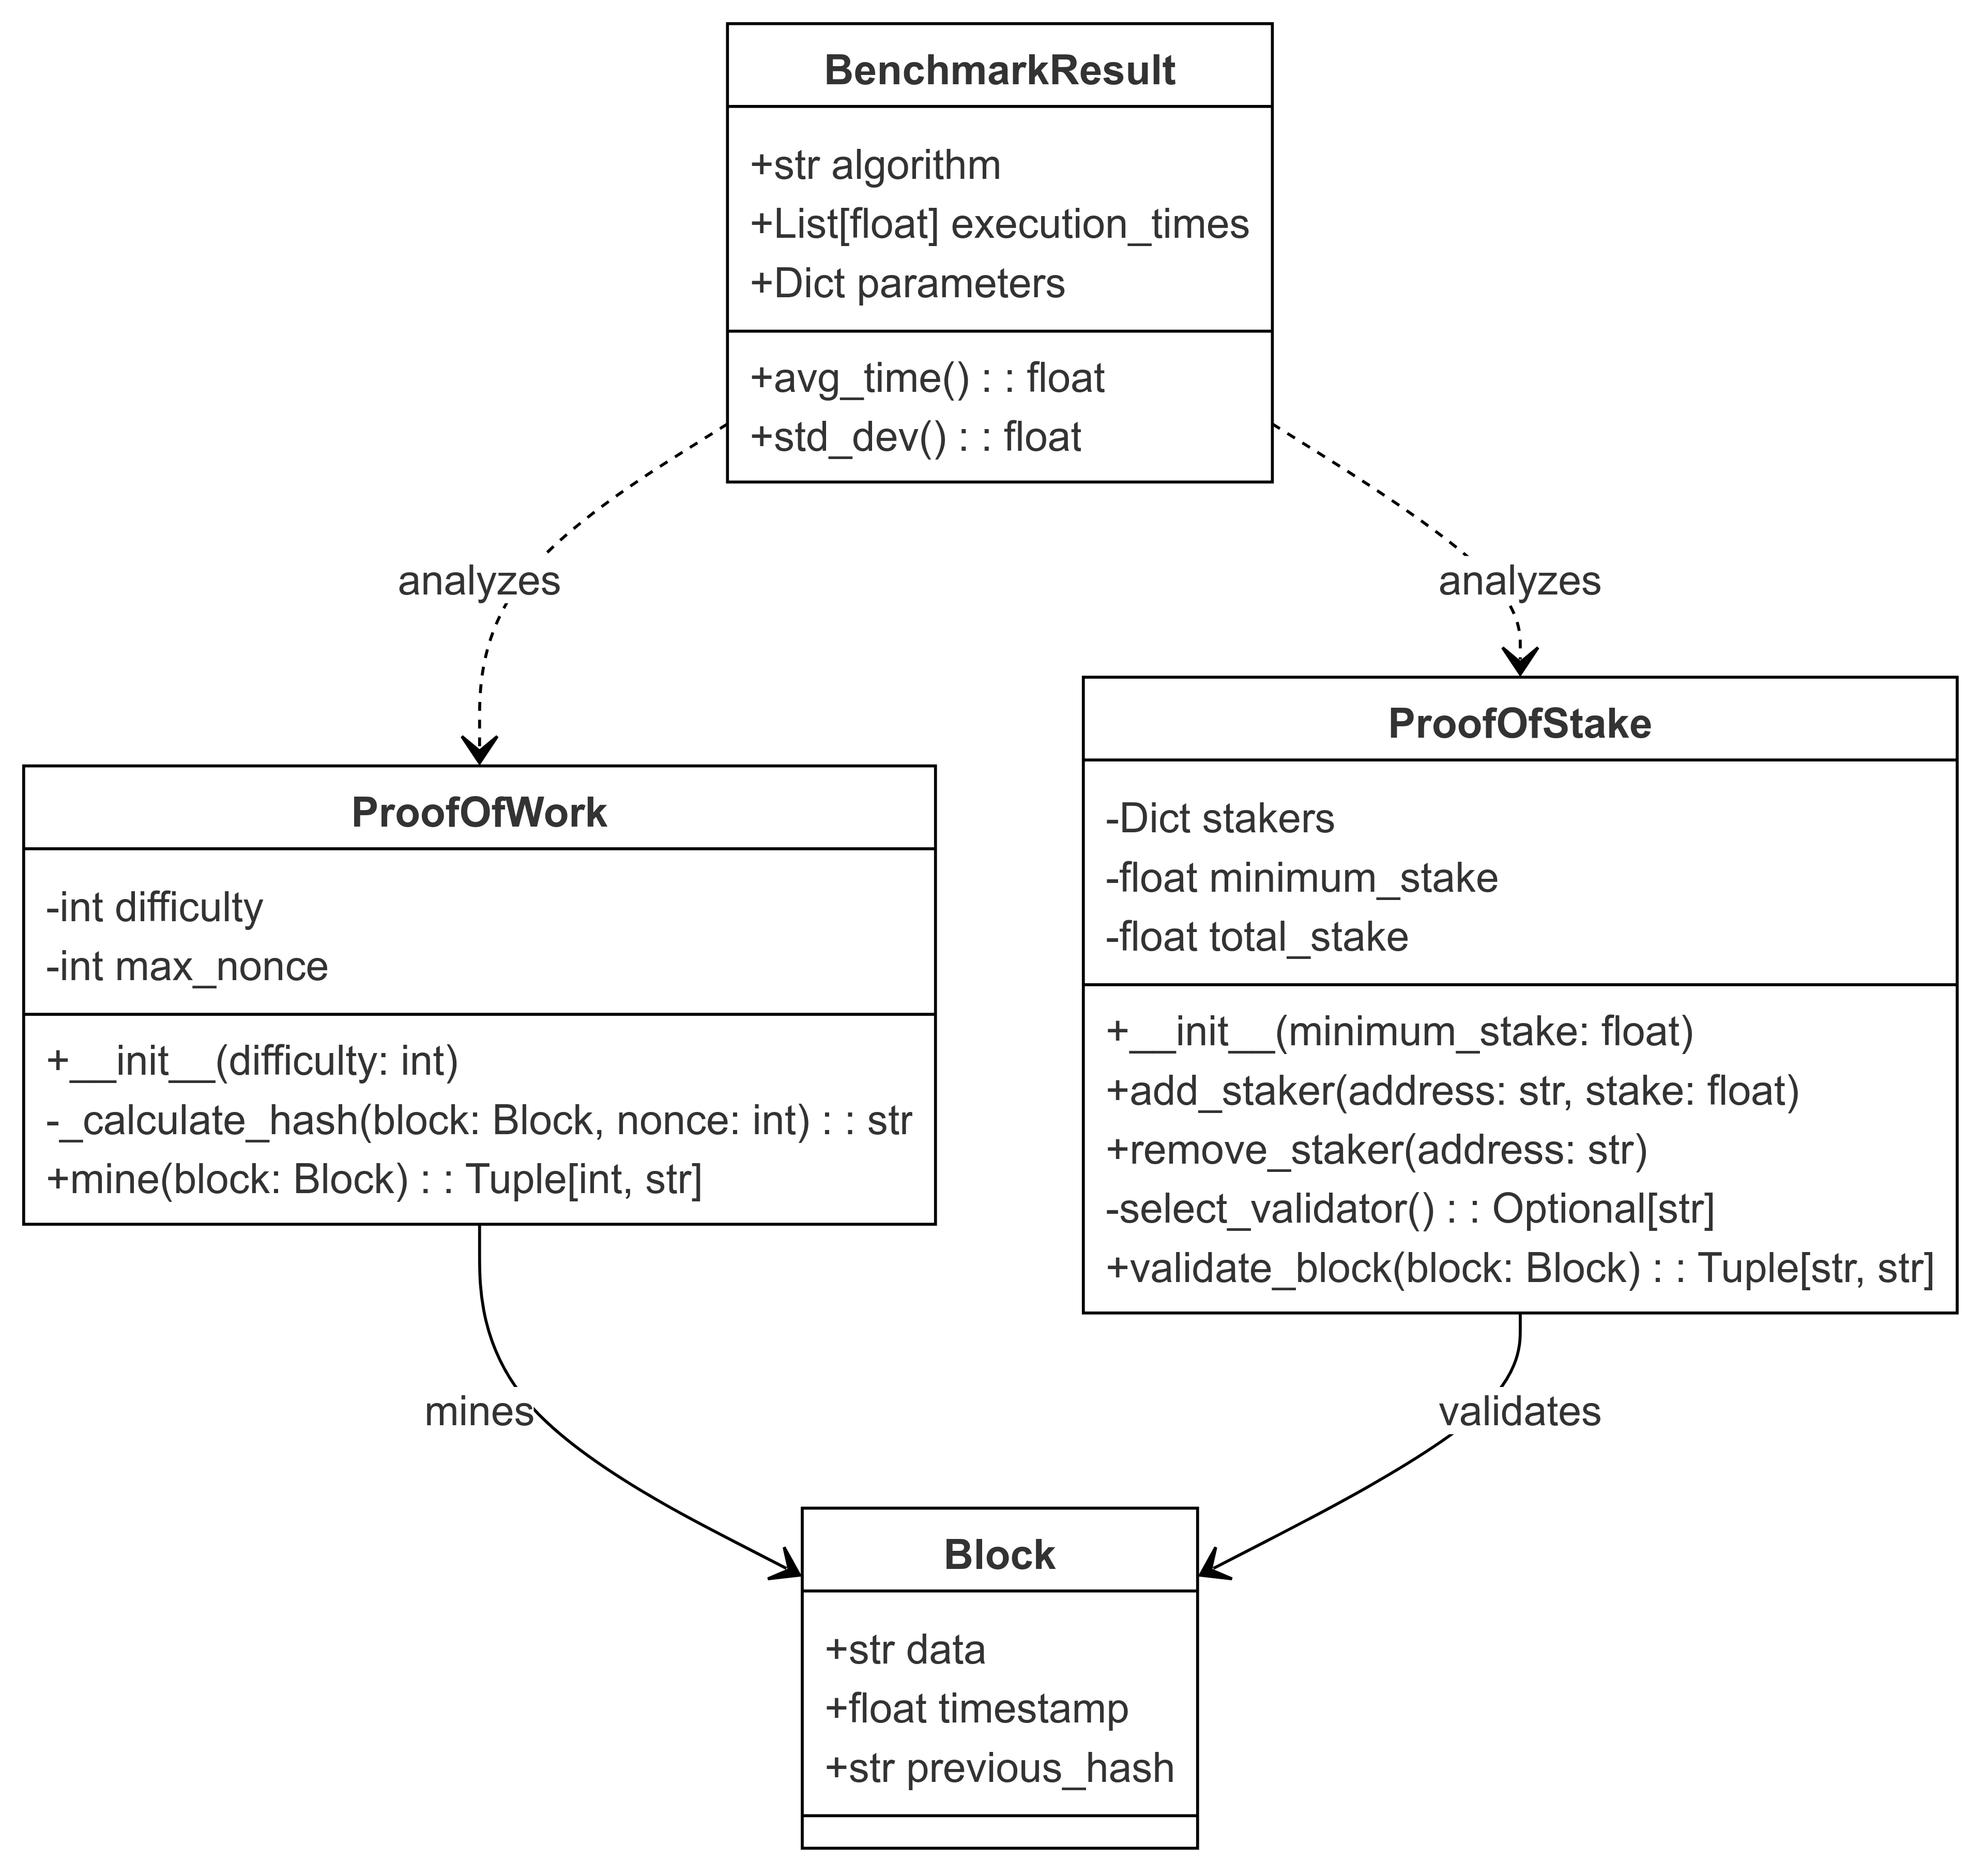 BenchmarkResult
+str algorithm
+List[float] execution_times
+Dict parameters
+avg_time() : : float
+std_dev() : : float
analyzes
analyzes
ProofOfWork
-int difficulty
-int max_nonce
+__init__(difficulty: int)
-_calculate_hash(block: Block, nonce: int) : : str
+mine(block: Block) : : Tuple[int, str]
ProofOfStake
-Dict stakers
-float minimum_stake
-float total_stake
+__init__(minimum_stake: float)
+add_staker(address: str, stake: float)
+remove_staker(address: str)
-select_validator() : : Optional[str]
+validate_block(block: Block) : : Tuple[str, str]
mines
validates
Block
+str data
+float timestamp
+str previous_hash